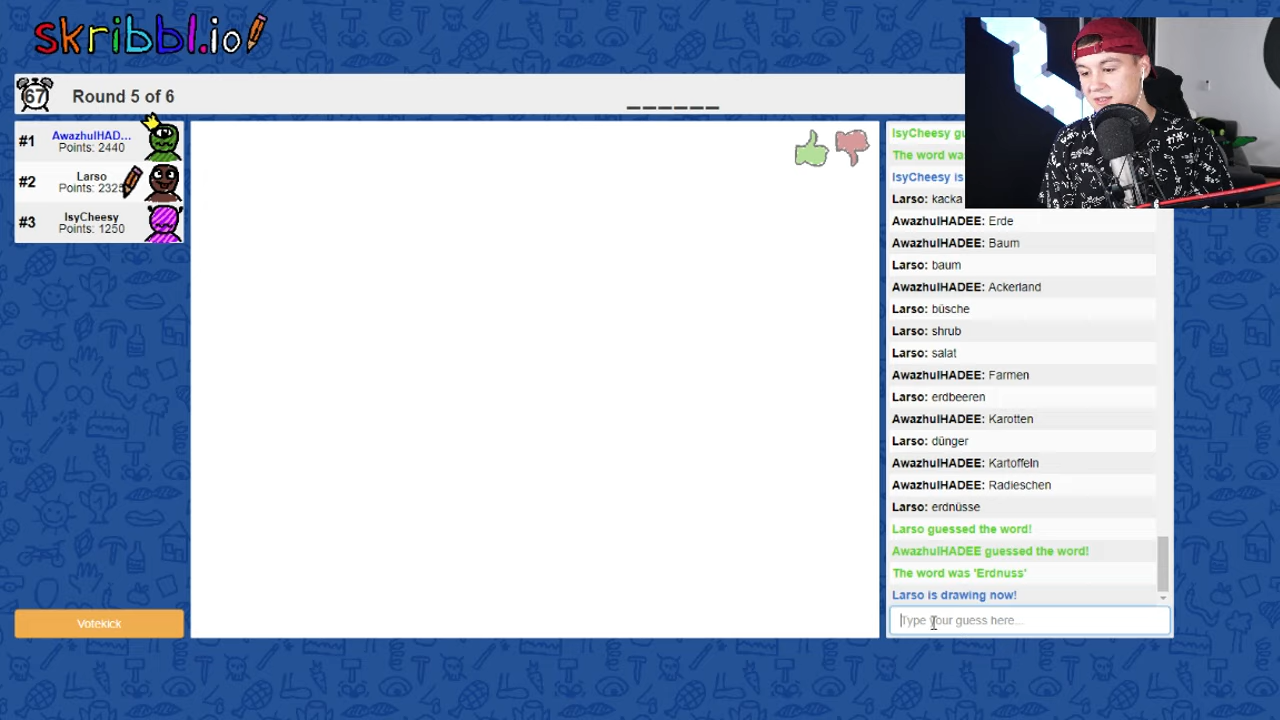 skribbl.io
67
Round 5 of 6
______
#1
AwazhulHAD...
Points: 2440
#2
Larso
Points: 2325
#3
IsyCheesy
Points: 1250
Votekick
IsyCheesy gu
The word wa
IsyCheesy is
Larso: kacka
AwazhulHADEE: Erde
AwazhulHADEE: Baum
Larso: baum
AwazhulHADEE: Ackerland
Larso: büsche
Larso: shrub
Larso: salat
AwazhulHADEE: Farmen
Larso: erdbeeren
AwazhulHADEE: Karotten
Larso: dünger
AwazhulHADEE: Kartoffeln
AwazhulHADEE: Radieschen
Larso: erdnüsse
Larso guessed the word!
AwazhulHADEE guessed the word!
The word was 'Erdnuss'
Larso is drawing now!
Type your guess here...